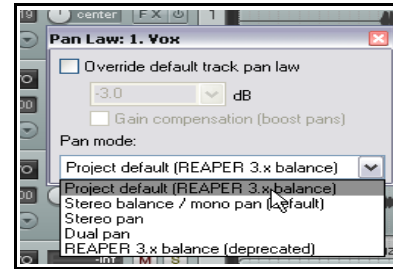 center FX 1
Pan Law: 1. Vox
Override default track pan law
-3.0 dB
Gain compensation (boost pans)
Pan mode:
Project default (REAPER 3.x balance)
Project default (REAPER 3.x balance)
Stereo balance / mono pan (default)
Stereo pan
Dual pan
REAPER 3.x balance (deprecated)
M S